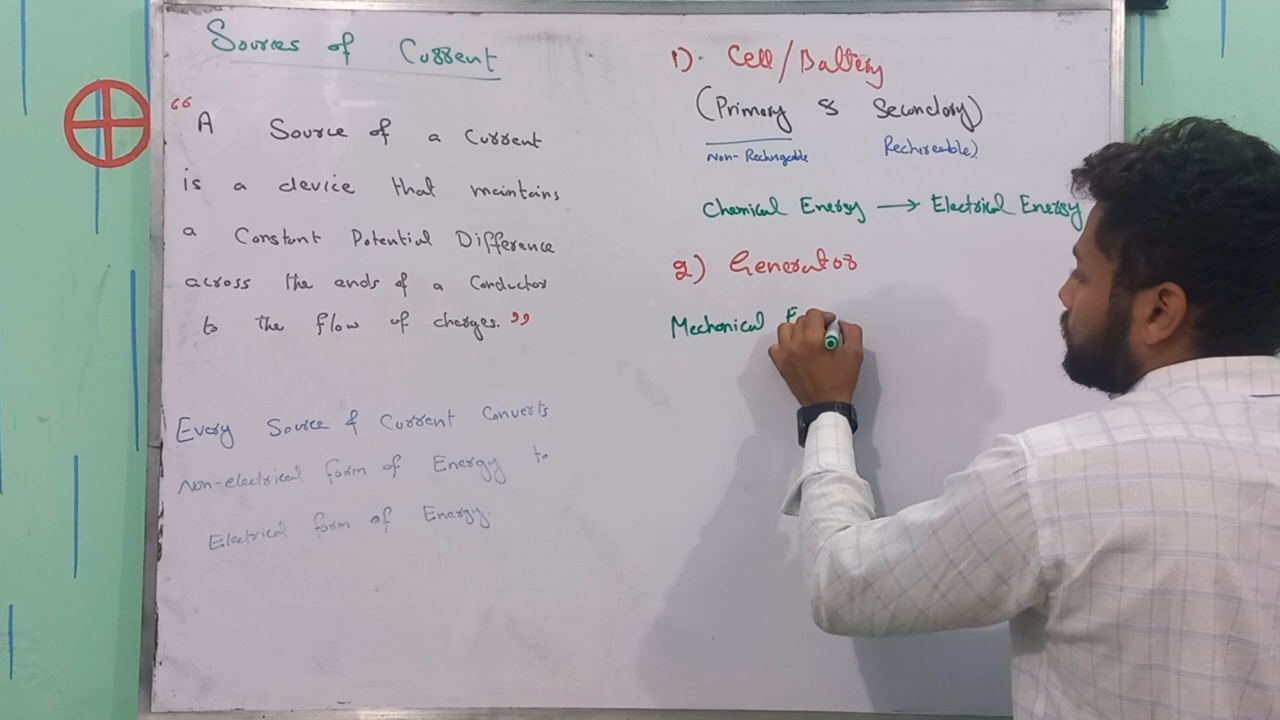 Sources of Current
“A Source of a Current
is a device that maintains
a Constant Potential Difference
across the ends of a Conductor
to the flow of charges.”
Every Source of Current Converts
non-electrical form of Energy to
Electrical form of Energy.
1). Cell/Battery
(Primary & Secondary)
non-Rechrgable Rechireable)
Chemical Energy → Electrical Energy
2) Generator
Mechanical E